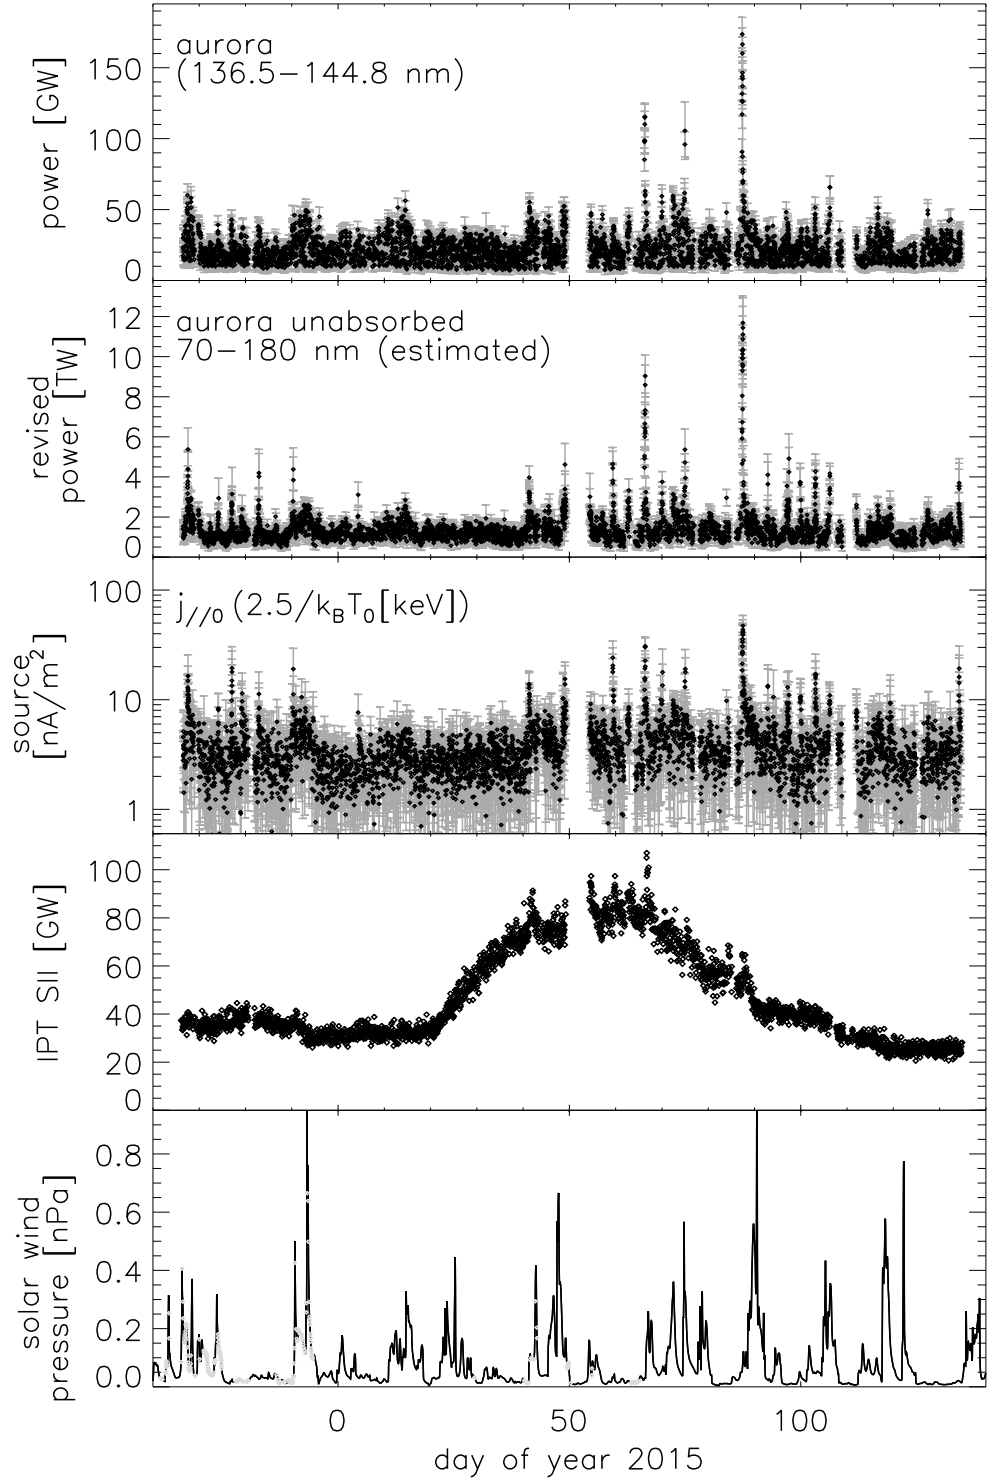 aurora
(136.5−144.8 nm)
power [GW]
150
100
50
0
aurora unabsorbed
70−180 nm (estimated)
revised
power [TW]
12
10
8
6
4
2
0
j//0 (2.5/kBT0[keV])
source
[nA/m2]
100
10
1
IPT SII [GW]
100
80
60
40
20
0
solar wind
pressure [nPa]
0.8
0.6
0.4
0.2
0.0
0 50 100
day of year 2015